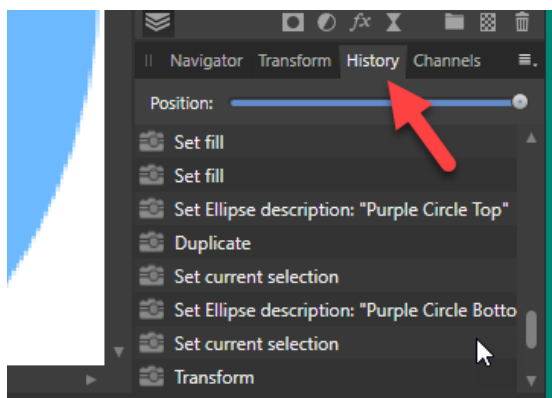 fx
Navigator Transform History Channels
Position:
Set fill
Set fill
Set Ellipse description: "Purple Circle Top"
Duplicate
Set current selection
Set Ellipse description: "Purple Circle Botto
Set current selection
Transform